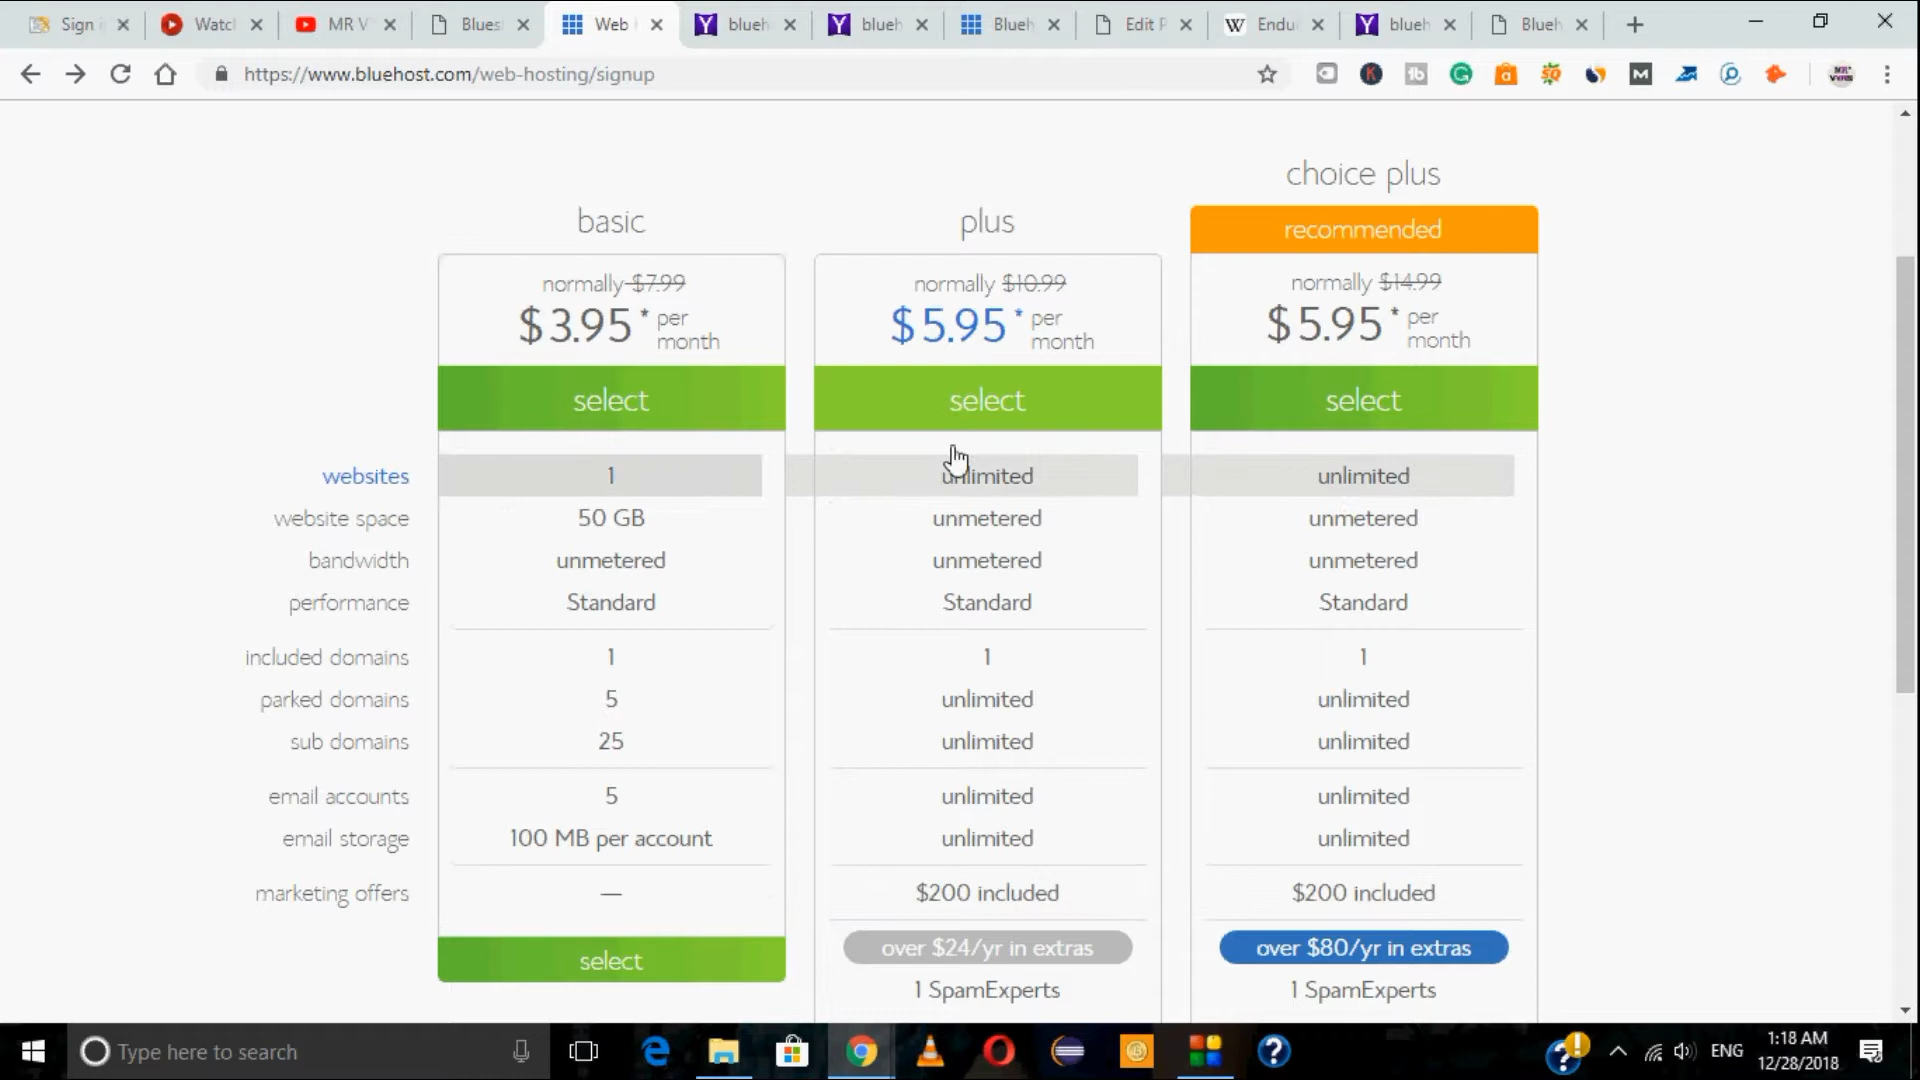 Sign i
Watch
MR V
Blues
Web
blueh
blueh
Blueh
Edit P
Endu
blueh
Blueh
https://www.bluehost.com/web-hosting/signup
choice plus
basic
plus
recommended
normally $7.99
$3.95* per month
normally $10.99
$5.95* per month
normally $14.99
$5.95* per month
select
select
select
websites 1 unlimited unlimited
website space 50 GB unmetered unmetered
bandwidth unmetered unmetered unmetered
performance Standard Standard Standard
included domains 1 1 1
parked domains 5 unlimited unlimited
sub domains 25 unlimited unlimited
email accounts 5 unlimited unlimited
email storage 100 MB per account unlimited unlimited
marketing offers — $200 included $200 included
select
over $24/yr in extras
over $80/yr in extras
1 SpamExperts
1 SpamExperts
Type here to search
ENG
1:18 AM
12/28/2018